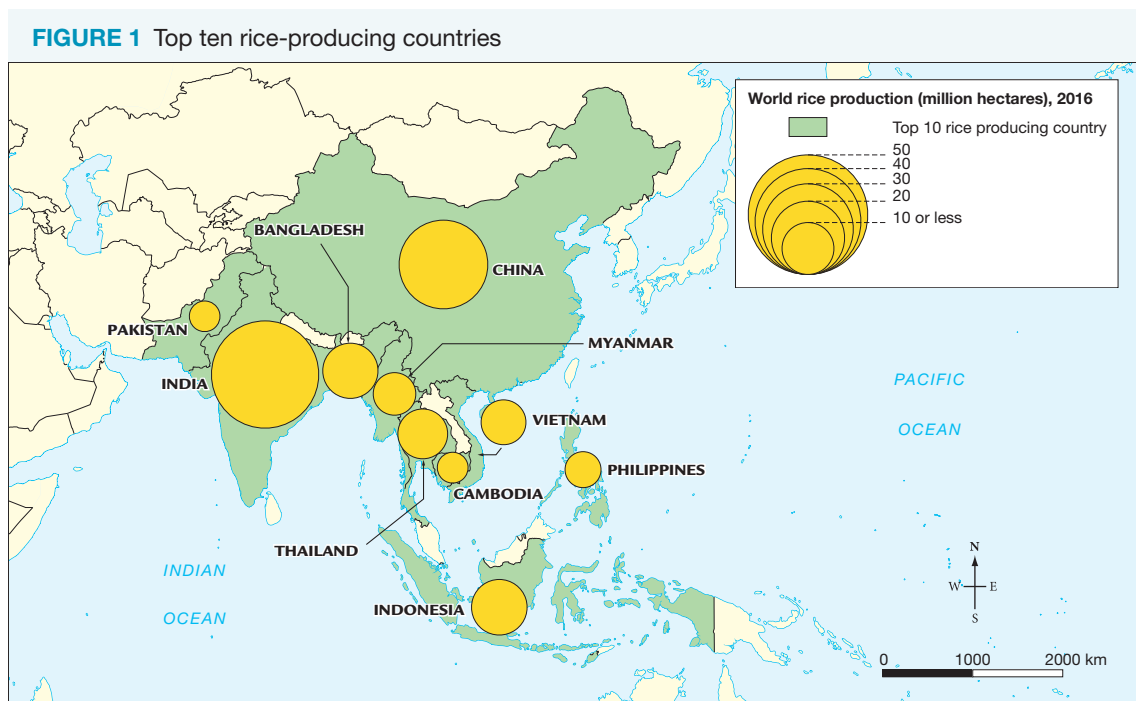 FIGURE 1 Top ten rice-producing countries
World rice production (million hectares), 2016
Top 10 rice producing country
50
40
30
20
10 or less
BANGLADESH
CHINA
PAKISTAN
MYANMAR
INDIA
PACIFIC
OCEAN
VIETNAM
PHILIPPINES
CAMBODIA
THAILAND
INDIAN
OCEAN
INDONESIA
N
W E
S
0 1000 2000 km